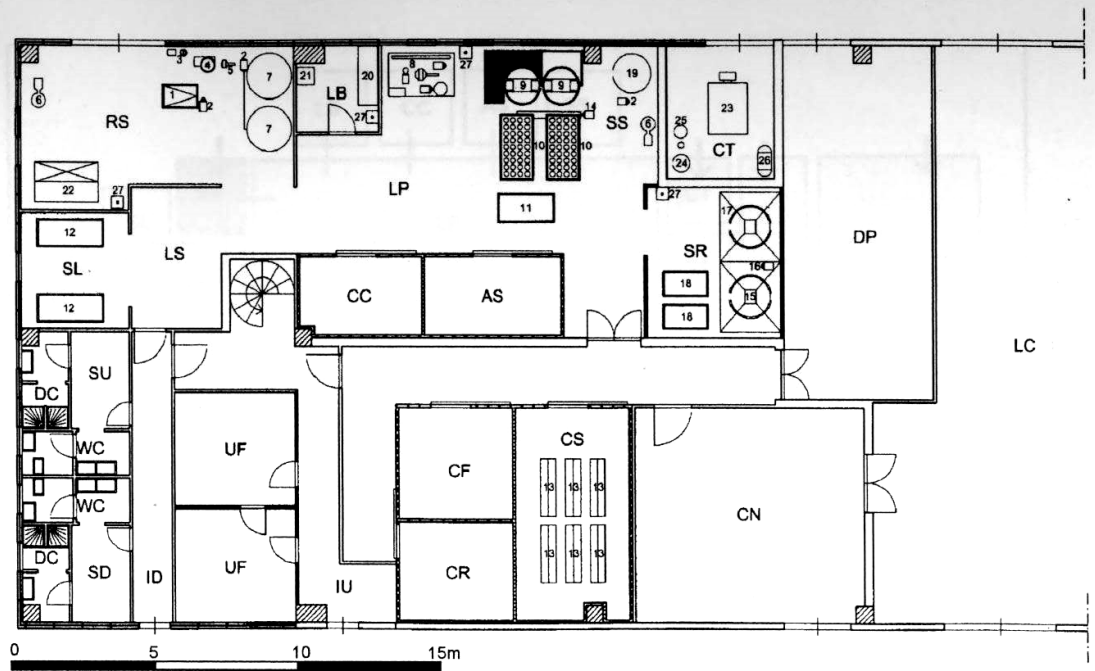 3 4 5 2 7 21 LB 20 8 27 9 9 19
6 1 2 27 14 2 SS 6 23
RS 7 10 10 25 CT
22 27 LP 11 27 24 26
12 LS 17 DP
SL SR 16
12 CC AS 18 15
18
LC
SU
DC
WC UF CF CS
13 13 13
WC CN
13 13 13
DC SD ID UF IU CR
0 5 10 15m